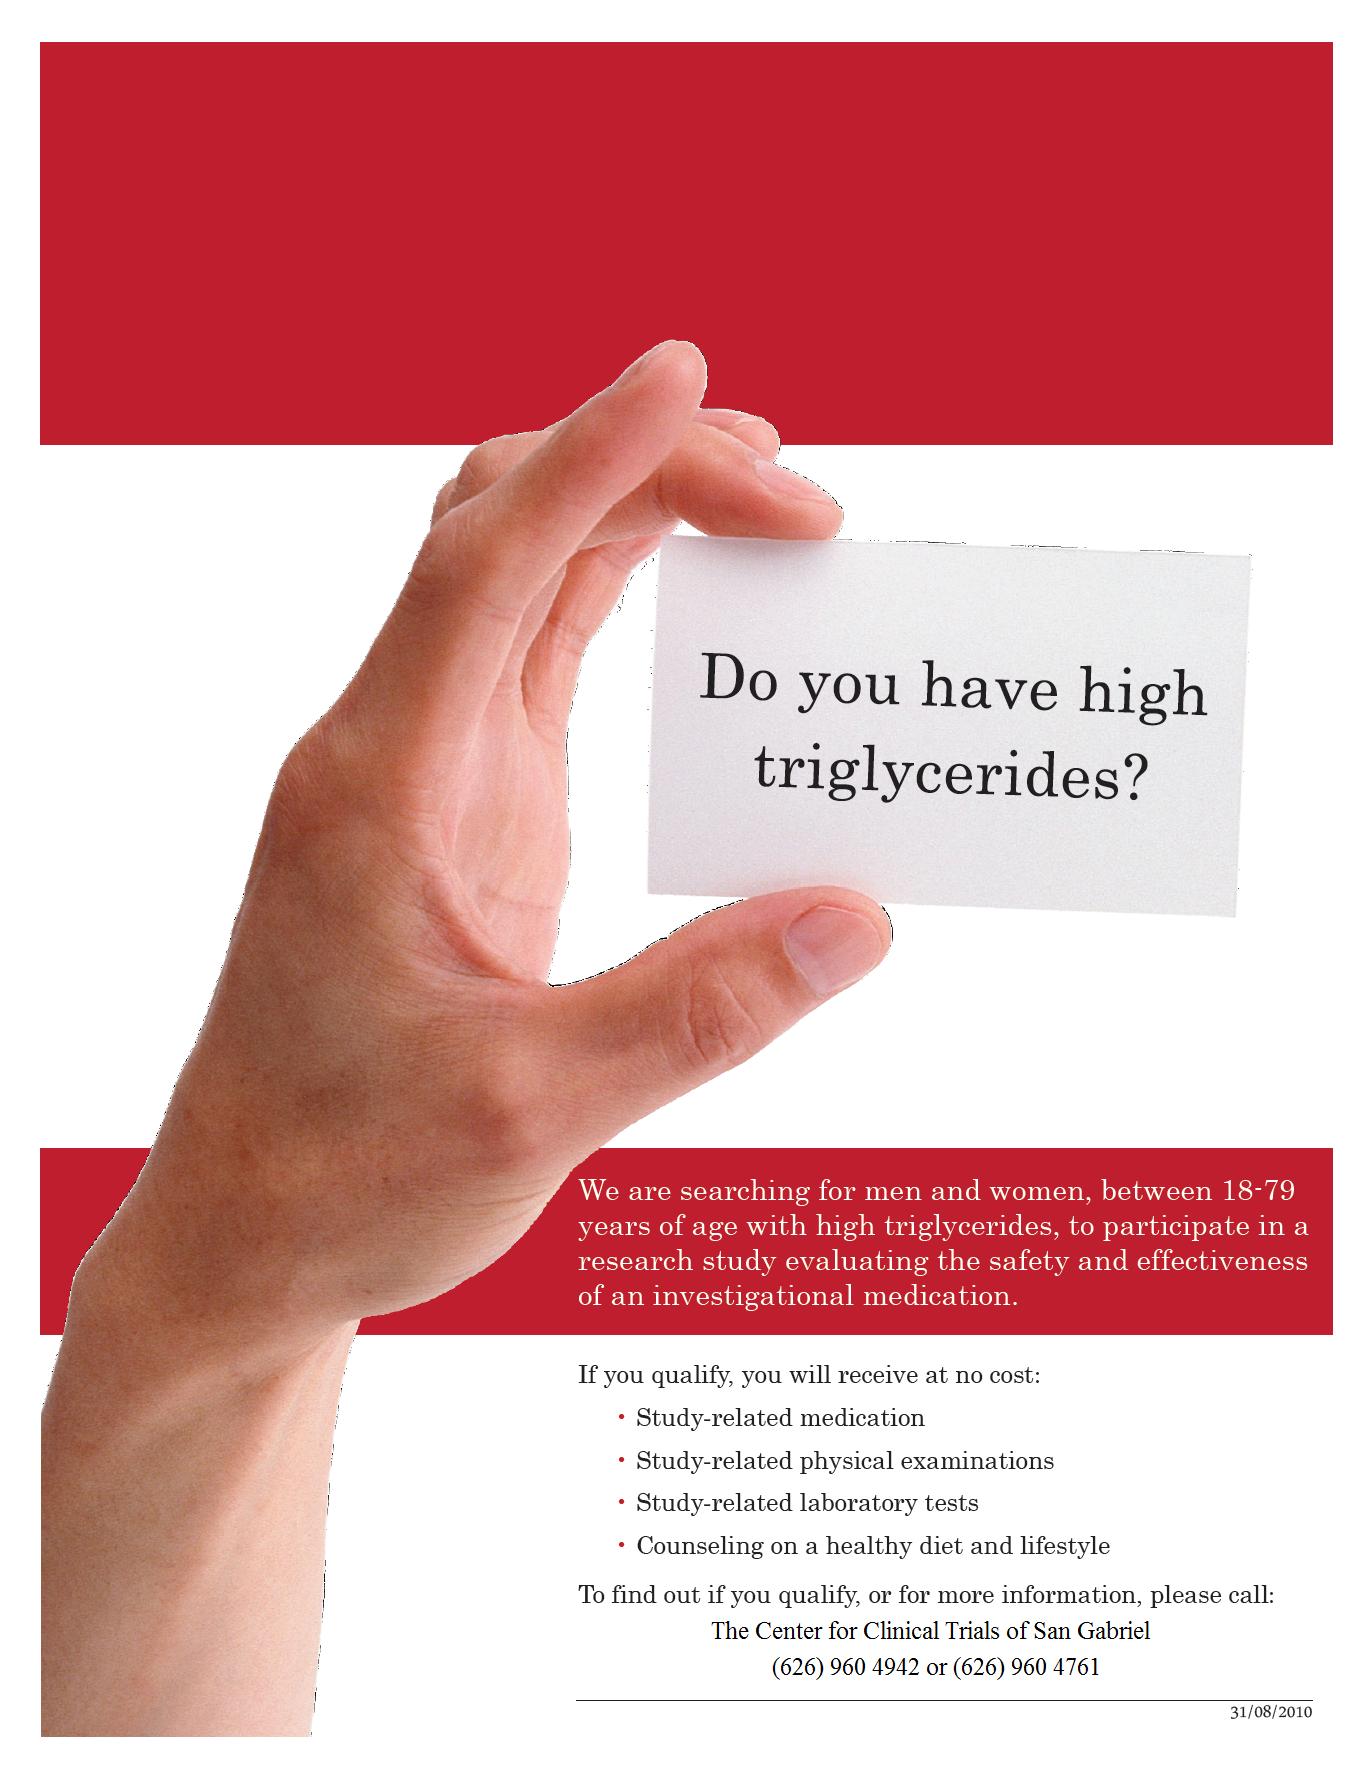 Do you have high
triglycerides?
We are searching for men and women, between 18-79
years of age with high triglycerides, to participate in a
research study evaluating the safety and effectiveness
of an investigational medication.
If you qualify, you will receive at no cost:
• Study-related medication
• Study-related physical examinations
• Study-related laboratory tests
• Counseling on a healthy diet and lifestyle
To find out if you qualify, or for more information, please call:
The Center for Clinical Trials of San Gabriel
(626) 960 4942 or (626) 960 4761
31/08/2010